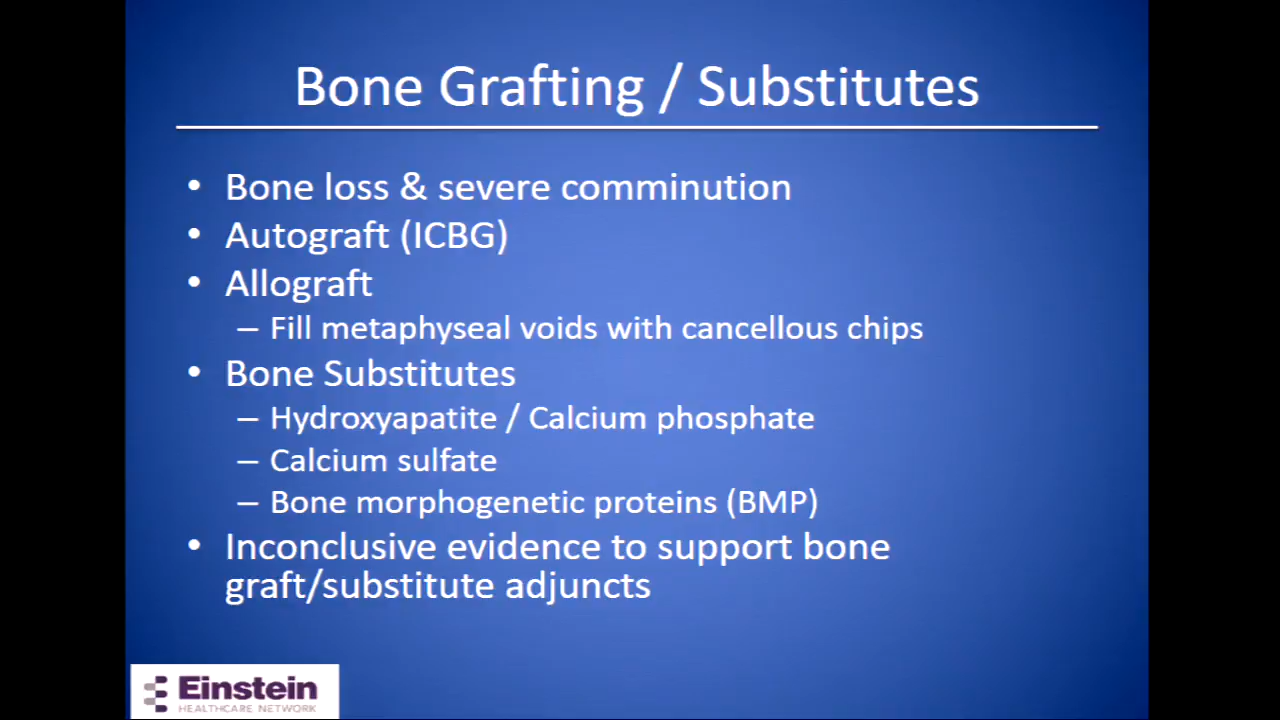 Bone Grafting / Substitutes
• Bone loss & severe comminution
• Autograft (ICBG)
• Allograft
– Fill metaphyseal voids with cancellous chips
• Bone Substitutes
– Hydroxyapatite / Calcium phosphate
– Calcium sulfate
– Bone morphogenetic proteins (BMP)
• Inconclusive evidence to support bone
graft/substitute adjuncts
Einstein
HEALTHCARE NETWORK